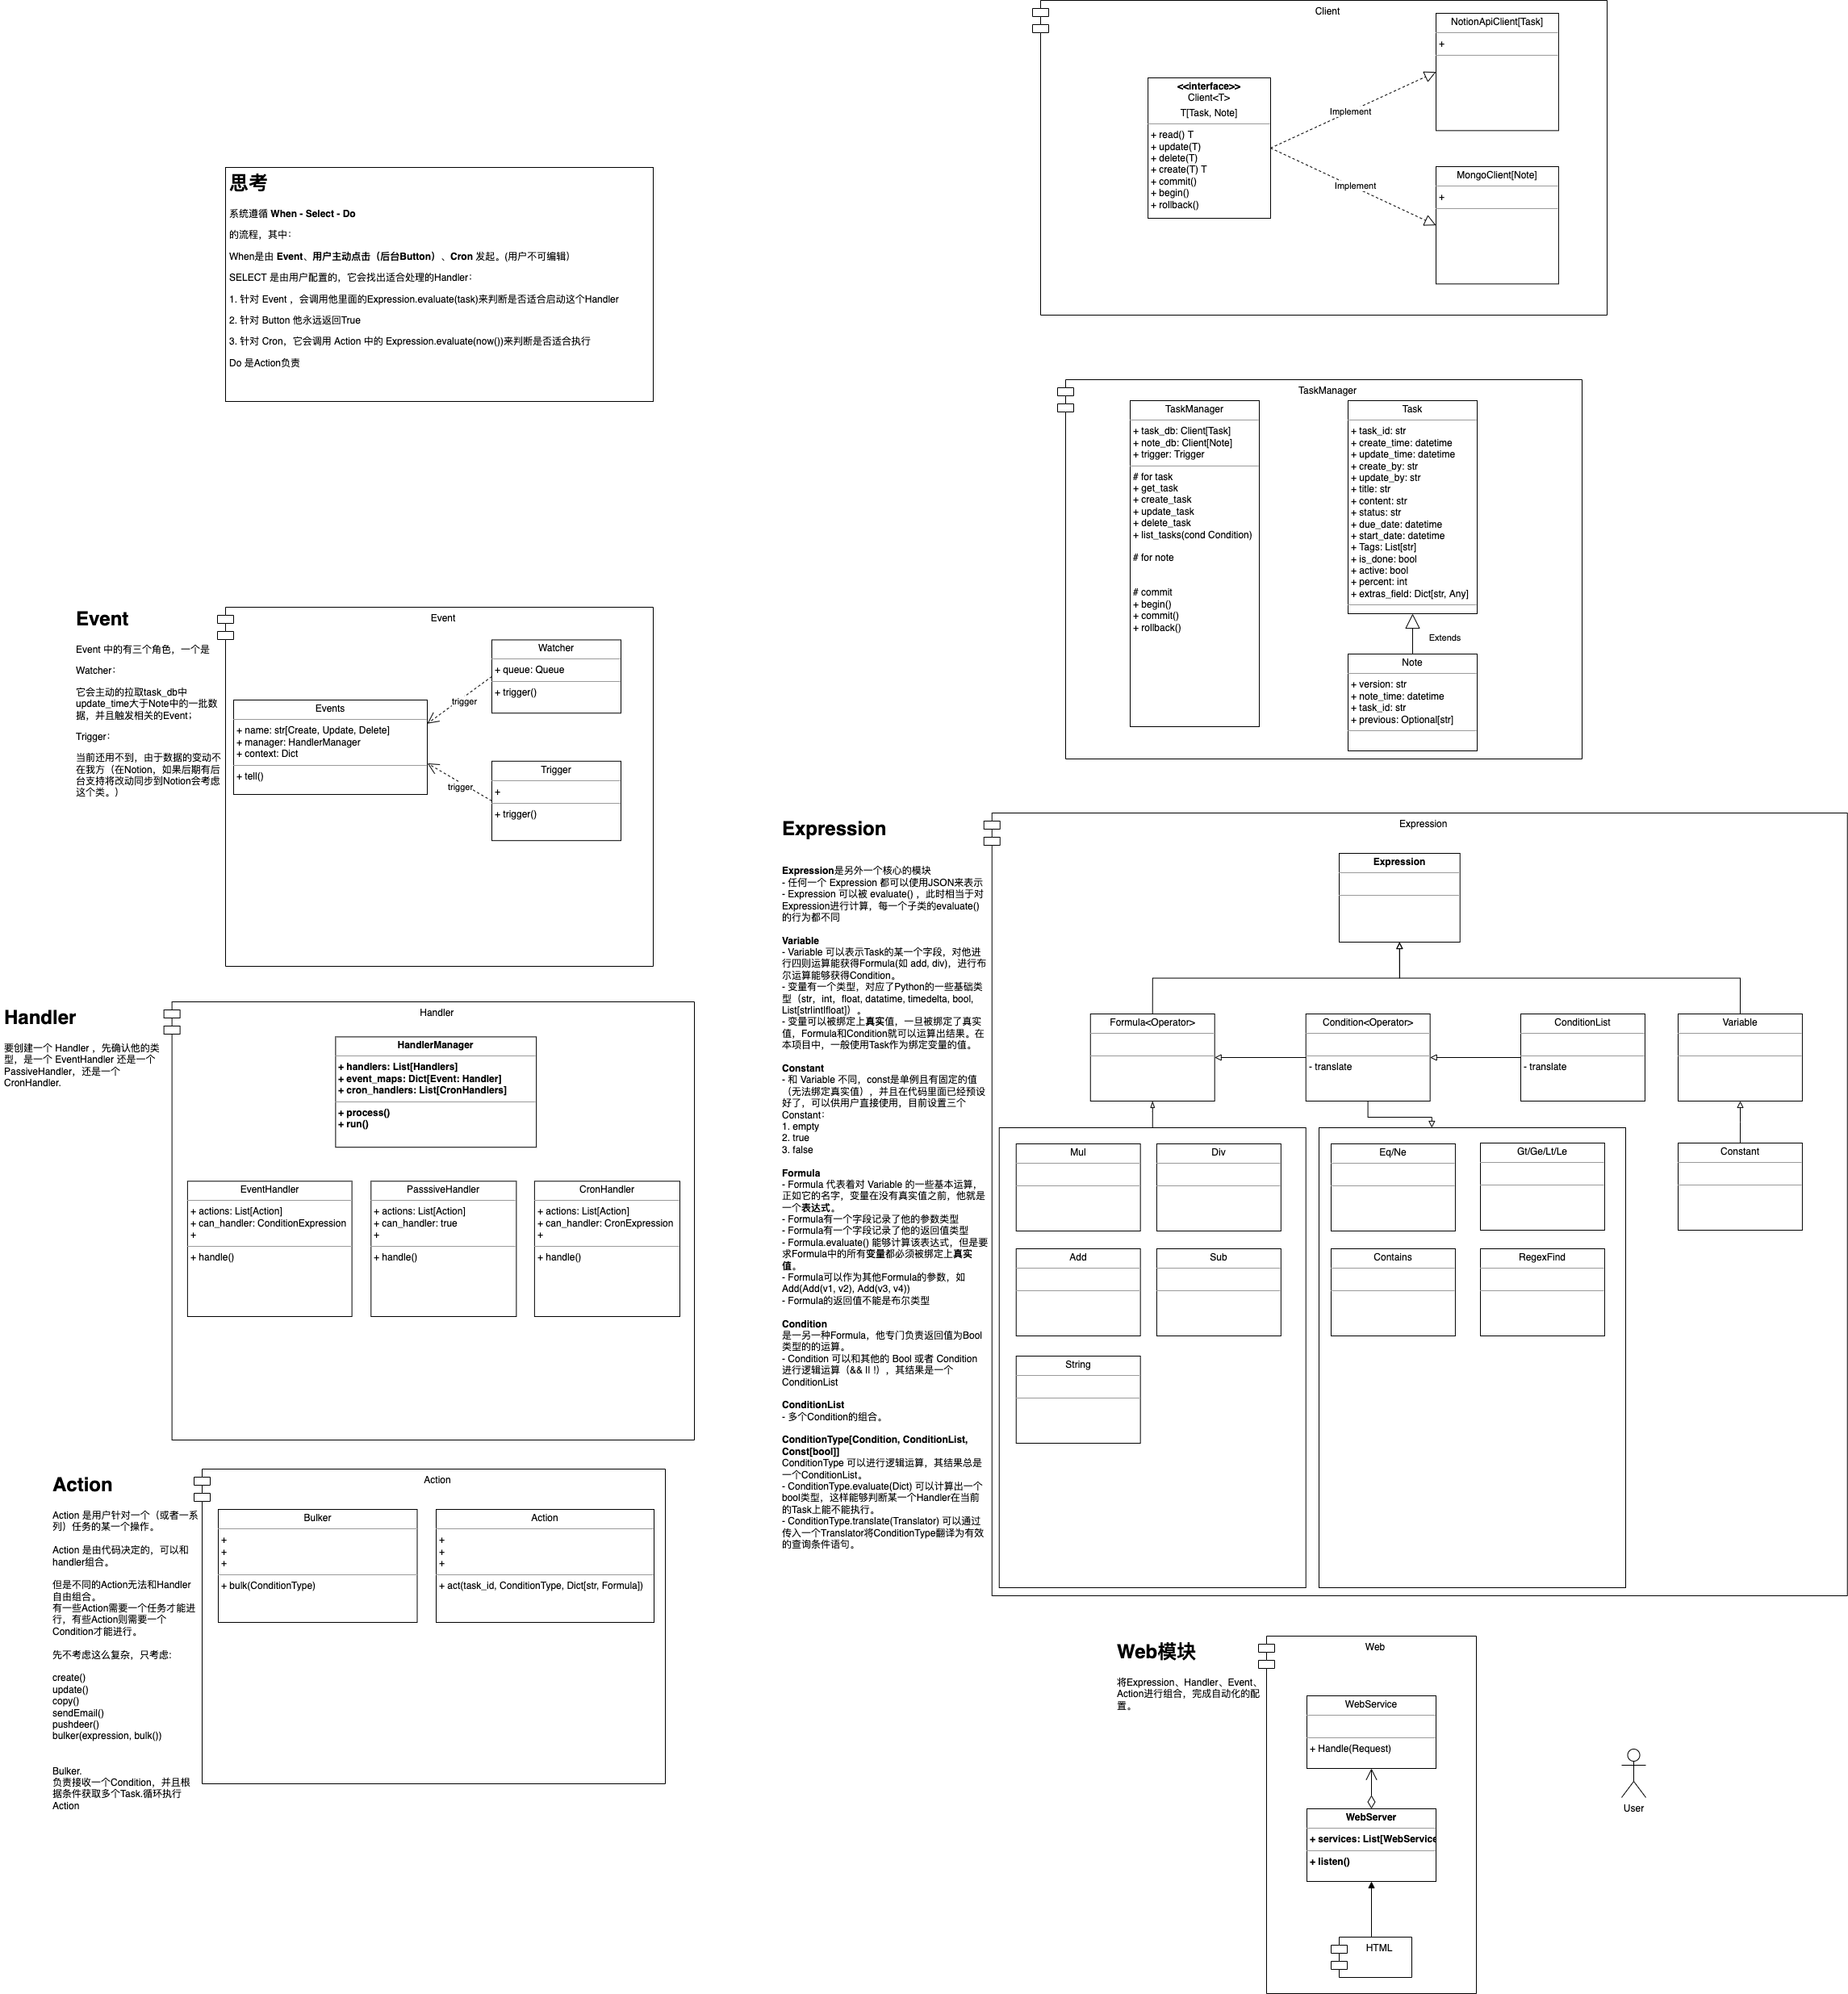 思考
系统遵循 When - Select - Do
的流程，其中：
When是由 Event、用户主动点击（后台Button）、Cron 发起。(用户不可编辑）
SELECT 是由用户配置的，它会找出适合处理的Handler：
1. 针对 Event ，会调用他里面的Expression.evaluate(task)来判断是否适合启动这个Handler
2. 针对 Button 他永远返回True
3. 针对 Cron，它会调用 Action 中的 Expression.evaluate(now())来判断是否适合执行
Do 是Action负责
Client
<<interface>>
Client<T>
T[Task, Note]
+ read() T
+ update(T)
+ delete(T)
+ create(T) T
+ commit()
+ begin()
+ rollback()
Implement
Implement
NotionApiClient[Task]
+
MongoClient[Note]
+
TaskManager
TaskManager
+ task_db: Client[Task]
+ note_db: Client[Note]
+ trigger: Trigger
# for task
+ get_task
+ create_task
+ update_task
+ delete_task
+ list_tasks(cond Condition)
# for note
# commit
+ begin()
+ commit()
+ rollback()
Task
+ task_id: str
+ create_time: datetime
+ update_time: datetime
+ create_by: str
+ update_by: str
+ title: str
+ content: str
+ status: str
+ due_date: datetime
+ start_date: datetime
+ Tags: List[str]
+ is_done: bool
+ active: bool
+ percent: int
+ extras_field: Dict[str, Any]
Extends
Note
+ version: str
+ note_time: datetime
+ task_id: str
+ previous: Optional[str]
Event
Event 中的有三个角色，一个是
Watcher：
它会主动的拉取task_db中
update_time大于Note中的一批数
据，并且触发相关的Event；
Trigger：
当前还用不到，由于数据的变动不
在我方（在Notion，如果后期有后
台支持将改动同步到Notion会考虑
这个类。）
Event
Events
+ name: str[Create, Update, Delete]
+ manager: HandlerManager
+ context: Dict
+ tell()
trigger
trigger
Watcher
+ queue: Queue
+ trigger()
Trigger
+
+ trigger()
Handler
要创建一个 Handler ，先确认他的类
型，是一个 EventHandler 还是一个
PassiveHandler，还是一个
CronHandler.
Handler
HandlerManager
+ handlers: List[Handlers]
+ event_maps: Dict[Event: Handler]
+ cron_handlers: List[CronHandlers]
+ process()
+ run()
EventHandler
+ actions: List[Action]
+ can_handler: ConditionExpression
+
+ handle()
PasssiveHandler
+ actions: List[Action]
+ can_handler: true
+
+ handle()
CronHandler
+ actions: List[Action]
+ can_handler: CronExpression
+
+ handle()
Action
Action 是用户针对一个（或者一系
列）任务的某一个操作。
Action 是由代码决定的，可以和
handler组合。
但是不同的Action无法和Handler
自由组合。
有一些Action需要一个任务才能进
行，有些Action则需要一个
Condition才能进行。
先不考虑这么复杂，只考虑:
create()
update()
copy()
sendEmail()
pushdeer()
bulker(expression, bulk())
Bulker.
负责接收一个Condition，并且根
据条件获取多个Task.循环执行
Action
Action
Bulker
+
+
+
+ bulk(ConditionType)
Action
+
+
+
+ act(task_id, ConditionType, Dict[str, Formula])
Expression
Expression是另外一个核心的模块
- 任何一个 Expression 都可以使用JSON来表示
- Expression 可以被 evaluate() ，此时相当于对
Expression进行计算，每一个子类的evaluate()
的行为都不同
Variable
- Variable 可以表示Task的某一个字段，对他进
行四则运算能获得Formula(如 add, div)，进行布
尔运算能够获得Condition。
- 变量有一个类型，对应了Python的一些基础类
型（str，int，float, datatime, timedelta, bool,
List[str|int|float]）。
- 变量可以被绑定上真实值，一旦被绑定了真实
值，Formula和Condition就可以运算出结果。在
本项目中，一般使用Task作为绑定变量的值。
Constant
- 和 Variable 不同，const是单例且有固定的值
（无法绑定真实值），并且在代码里面已经预设
好了，可以供用户直接使用，目前设置三个
Constant：
1. empty
2. true
3. false
Formula
- Formula 代表着对 Variable 的一些基本运算，
正如它的名字，变量在没有真实值之前，他就是
一个表达式。
- Formula有一个字段记录了他的参数类型
- Formula有一个字段记录了他的返回值类型
- Formula.evaluate() 能够计算该表达式，但是要
求Formula中的所有变量都必须被绑定上真实
值。
- Formula可以作为其他Formula的参数，如
Add(Add(v1, v2), Add(v3, v4))
- Formula的返回值不能是布尔类型
Condition
是一另一种Formula，他专门负责返回值为Bool
类型的的运算。
- Condition 可以和其他的 Bool 或者 Condition
进行逻辑运算（&& || !），其结果是一个
ConditionList
ConditionList
- 多个Condition的组合。
ConditionType[Condition, ConditionList,
Const[bool]]
ConditionType 可以进行逻辑运算，其结果总是
一个ConditionList。
- ConditionType.evaluate(Dict) 可以计算出一个
bool类型，这样能够判断某一个Handler在当前
的Task上能不能执行。
- ConditionType.translate(Translator) 可以通过
传入一个Translator将ConditionType翻译为有效
的查询条件语句。
Expression
Expression
Formula<Operator>
Condition<Operator>
- translate
ConditionList
- translate
Variable
Mul
Div
Add
Sub
String
Eq/Ne
Gt/Ge/Lt/Le
Contains
RegexFind
Constant
Web模块
将Expression、Handler、Event、
Action进行组合，完成自动化的配
置。
Web
WebService
+ Handle(Request)
WebServer
+ services: List[WebService
+ listen()
HTML
User